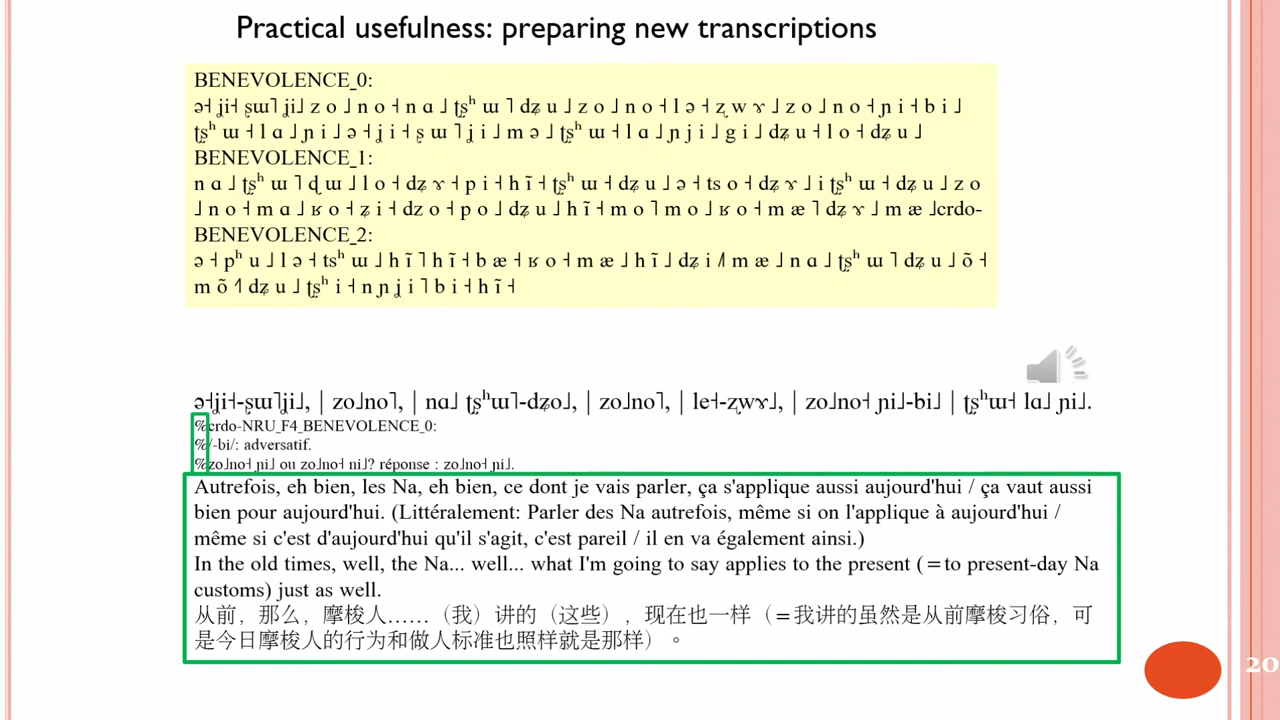 Practical usefulness: preparing new transcriptions
BENEVOLENCE_0:
ə˧ ʝi˧ ʂɯ˥ ʝi˩ z o ˩ n o ˧ n ɑ ˩ ʈʂʰ ɯ ˥ dʑ u ˩ z o ˩ n o ˧ l ə ˧ ʐ w ɤ ˩ z o ˩ n o ˧ ɲ i ˧ b i ˩
ʈʂʰ ɯ ˧ l ɑ ˩ ɲ i ˩ ə ˧ ʝ i ˧ ʂ ɯ ˥ ʝ i ˩ m ə ˩ ʈʂʰ ɯ ˧ l ɑ ˩ ɲ j i ˩ g i ˩ dʑ u ˧ l o ˧ dʑ u ˩
BENEVOLENCE_1:
n ɑ ˩ ʈʂʰ ɯ ˥ ɖ ɯ ˩ l o ˧ dʑ ɤ ˧ p i ˧ h ĩ ˧ ʈʂʰ ɯ ˧ dʑ u ˩ ə ˧ ts o ˧ dʑ ɤ ˩ i ʈʂʰ ɯ ˧ dʑ u ˩ z o
˩ n o ˧ m ɑ ˩ ʁ o ˧ ʑ i ˧ dz o ˧ p o ˩ dʑ u ˩ h ĩ ˧ m o ˥ m o ˩ ʁ o ˧ m æ ˥ dʑ ɤ ˩ m æ ˩crdo-
BENEVOLENCE_2:
ə ˧ pʰ u ˩ l ə ˧ tsʰ ɯ ˩ h ĩ ˥ h ĩ ˧ b æ ˧ ʁ o ˧ m æ ˩ h ĩ ˩ dʑ i ˩˥ m æ ˩ n ɑ ˩ ʈʂʰ ɯ ˥ dʑ u ˩ õ ˧
m õ ˧˥ dʑ u ˩ ʈʂʰ i ˧ n ɲ ʝ i ˥ b i ˧ h ĩ ˧
ə˧ʝi˧-ʂɯ˥ʝi˩, | zo˩no˥, | nɑ˩ ʈʂʰɯ˥-dʑo˩, | zo˩no˥, | le˧-ʐwɤ˩, | zo˩no˧ ɲi˩-bi˩ | ʈʂʰɯ˧ lɑ˩ ɲi˩.
%crdo-NRU_F4_BENEVOLENCE_0:
%/-bi/: adversatif.
%zo˩no˧ ɲi˩ ou zo˩no˧ ni˩? réponse : zo˩no˧ ɲi˩.
Autrefois, eh bien, les Na, eh bien, ce dont je vais parler, ça s'applique aussi aujourd'hui / ça vaut aussi
bien pour aujourd'hui. (Littéralement: Parler des Na autrefois, même si on l'applique à aujourd'hui /
même si c'est d'aujourd'hui qu'il s'agit, c'est pareil / il en va également ainsi.)
In the old times, well, the Na... well... what I'm going to say applies to the present (=to present-day Na
customs) just as well.
从前，那么，摩梭人……（我）讲的（这些），现在也一样（=我讲的虽然是从前摩梭习俗，可
是今日摩梭人的行为和做人标准也照样就是那样）。
20